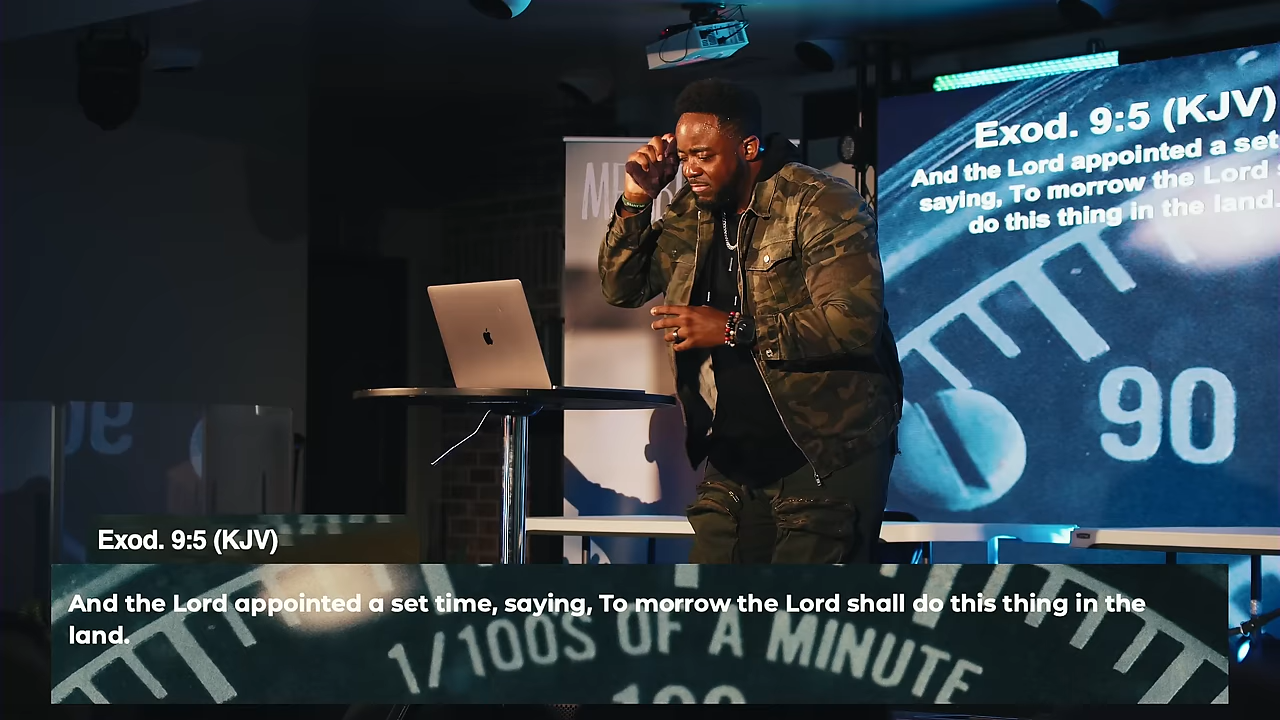 Exod. 9:5 (KJV)
And the Lord appointed a set
saying, To morrow the Lord
do this thing in the land.
90
Exod. 9:5 (KJV)
And the Lord appointed a set time, saying, To morrow the Lord shall do this thing in the
land.
1/100S OF A MINUTE
100